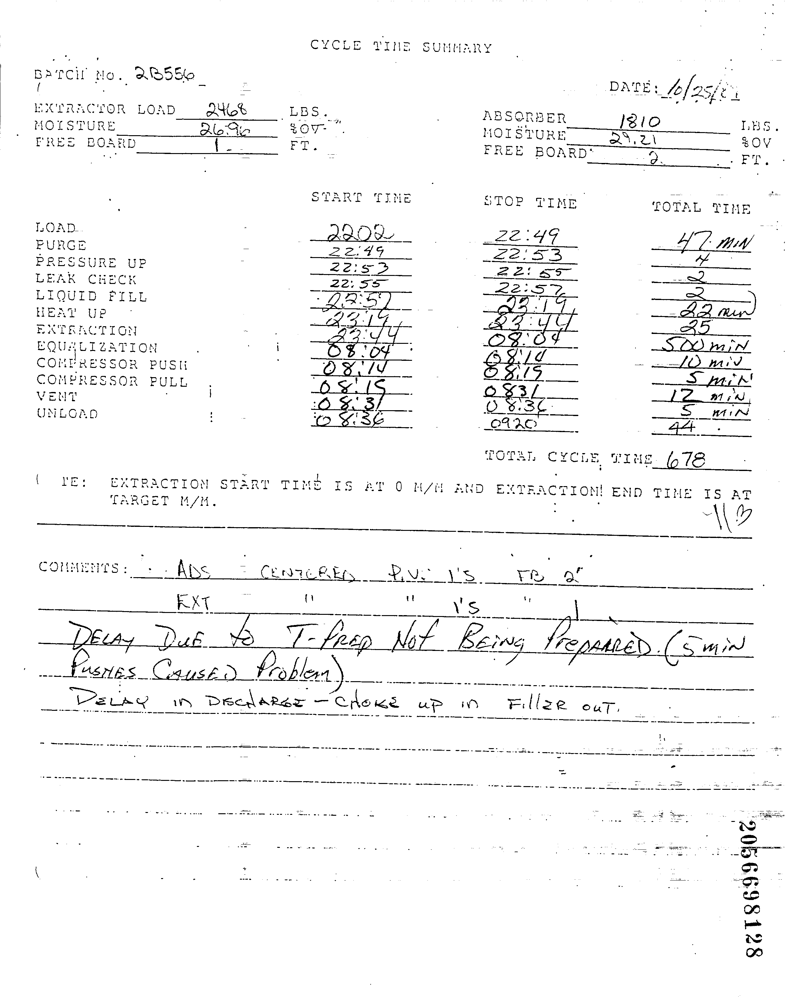 CYCLE TIME SUMMARY
BATCH NO. 2B556
DATE: 10/25/
EXTRACTOR LOAD 2468 LBS.
MOISTURE 26.96 %OV
FREE BOARD 1 FT.
ABSORBER 1810 LBS.
MOISTURE 29.21 %OV
FREE BOARD 2 FT.
START TIME STOP TIME TOTAL TIME
LOAD 2202 22:49 47 MIN
PURGE 22:49 22:53 4
PRESSURE UP 22:53 22:55 2
LEAK CHECK 22:55 22:57 2
LIQUID FILL 22:57 23:19 22 min
HEAT UP 23:19 23:44 25
EXTRACTION 23:44 08:04 500 MIN
EQUALIZATION 08:04 08:14 10 MIN
COMPRESSOR PUSH 08:14 08:19 5 MIN
COMPRESSOR PULL 08:19 0831 12 MIN
VENT 08:31 08:36 5 MIN
UNLOAD 08:36 0920 44
TOTAL CYCLE TIME 678
TE: EXTRACTION START TIME IS AT 0 M/M AND EXTRACTION END TIME IS AT
TARGET M/M.
COMMENTS: ADS - CENTERED P.V. 1'S FB 2'
EXT - " " 1'S " 1
DELAY DUE to T-PREP Not BEING PREPARRED. (5 MIN
PUSHES CAUSED Problem)
DELAY IN DISCHARGE - CHOKE UP IN FILLER OUT.
2056698128